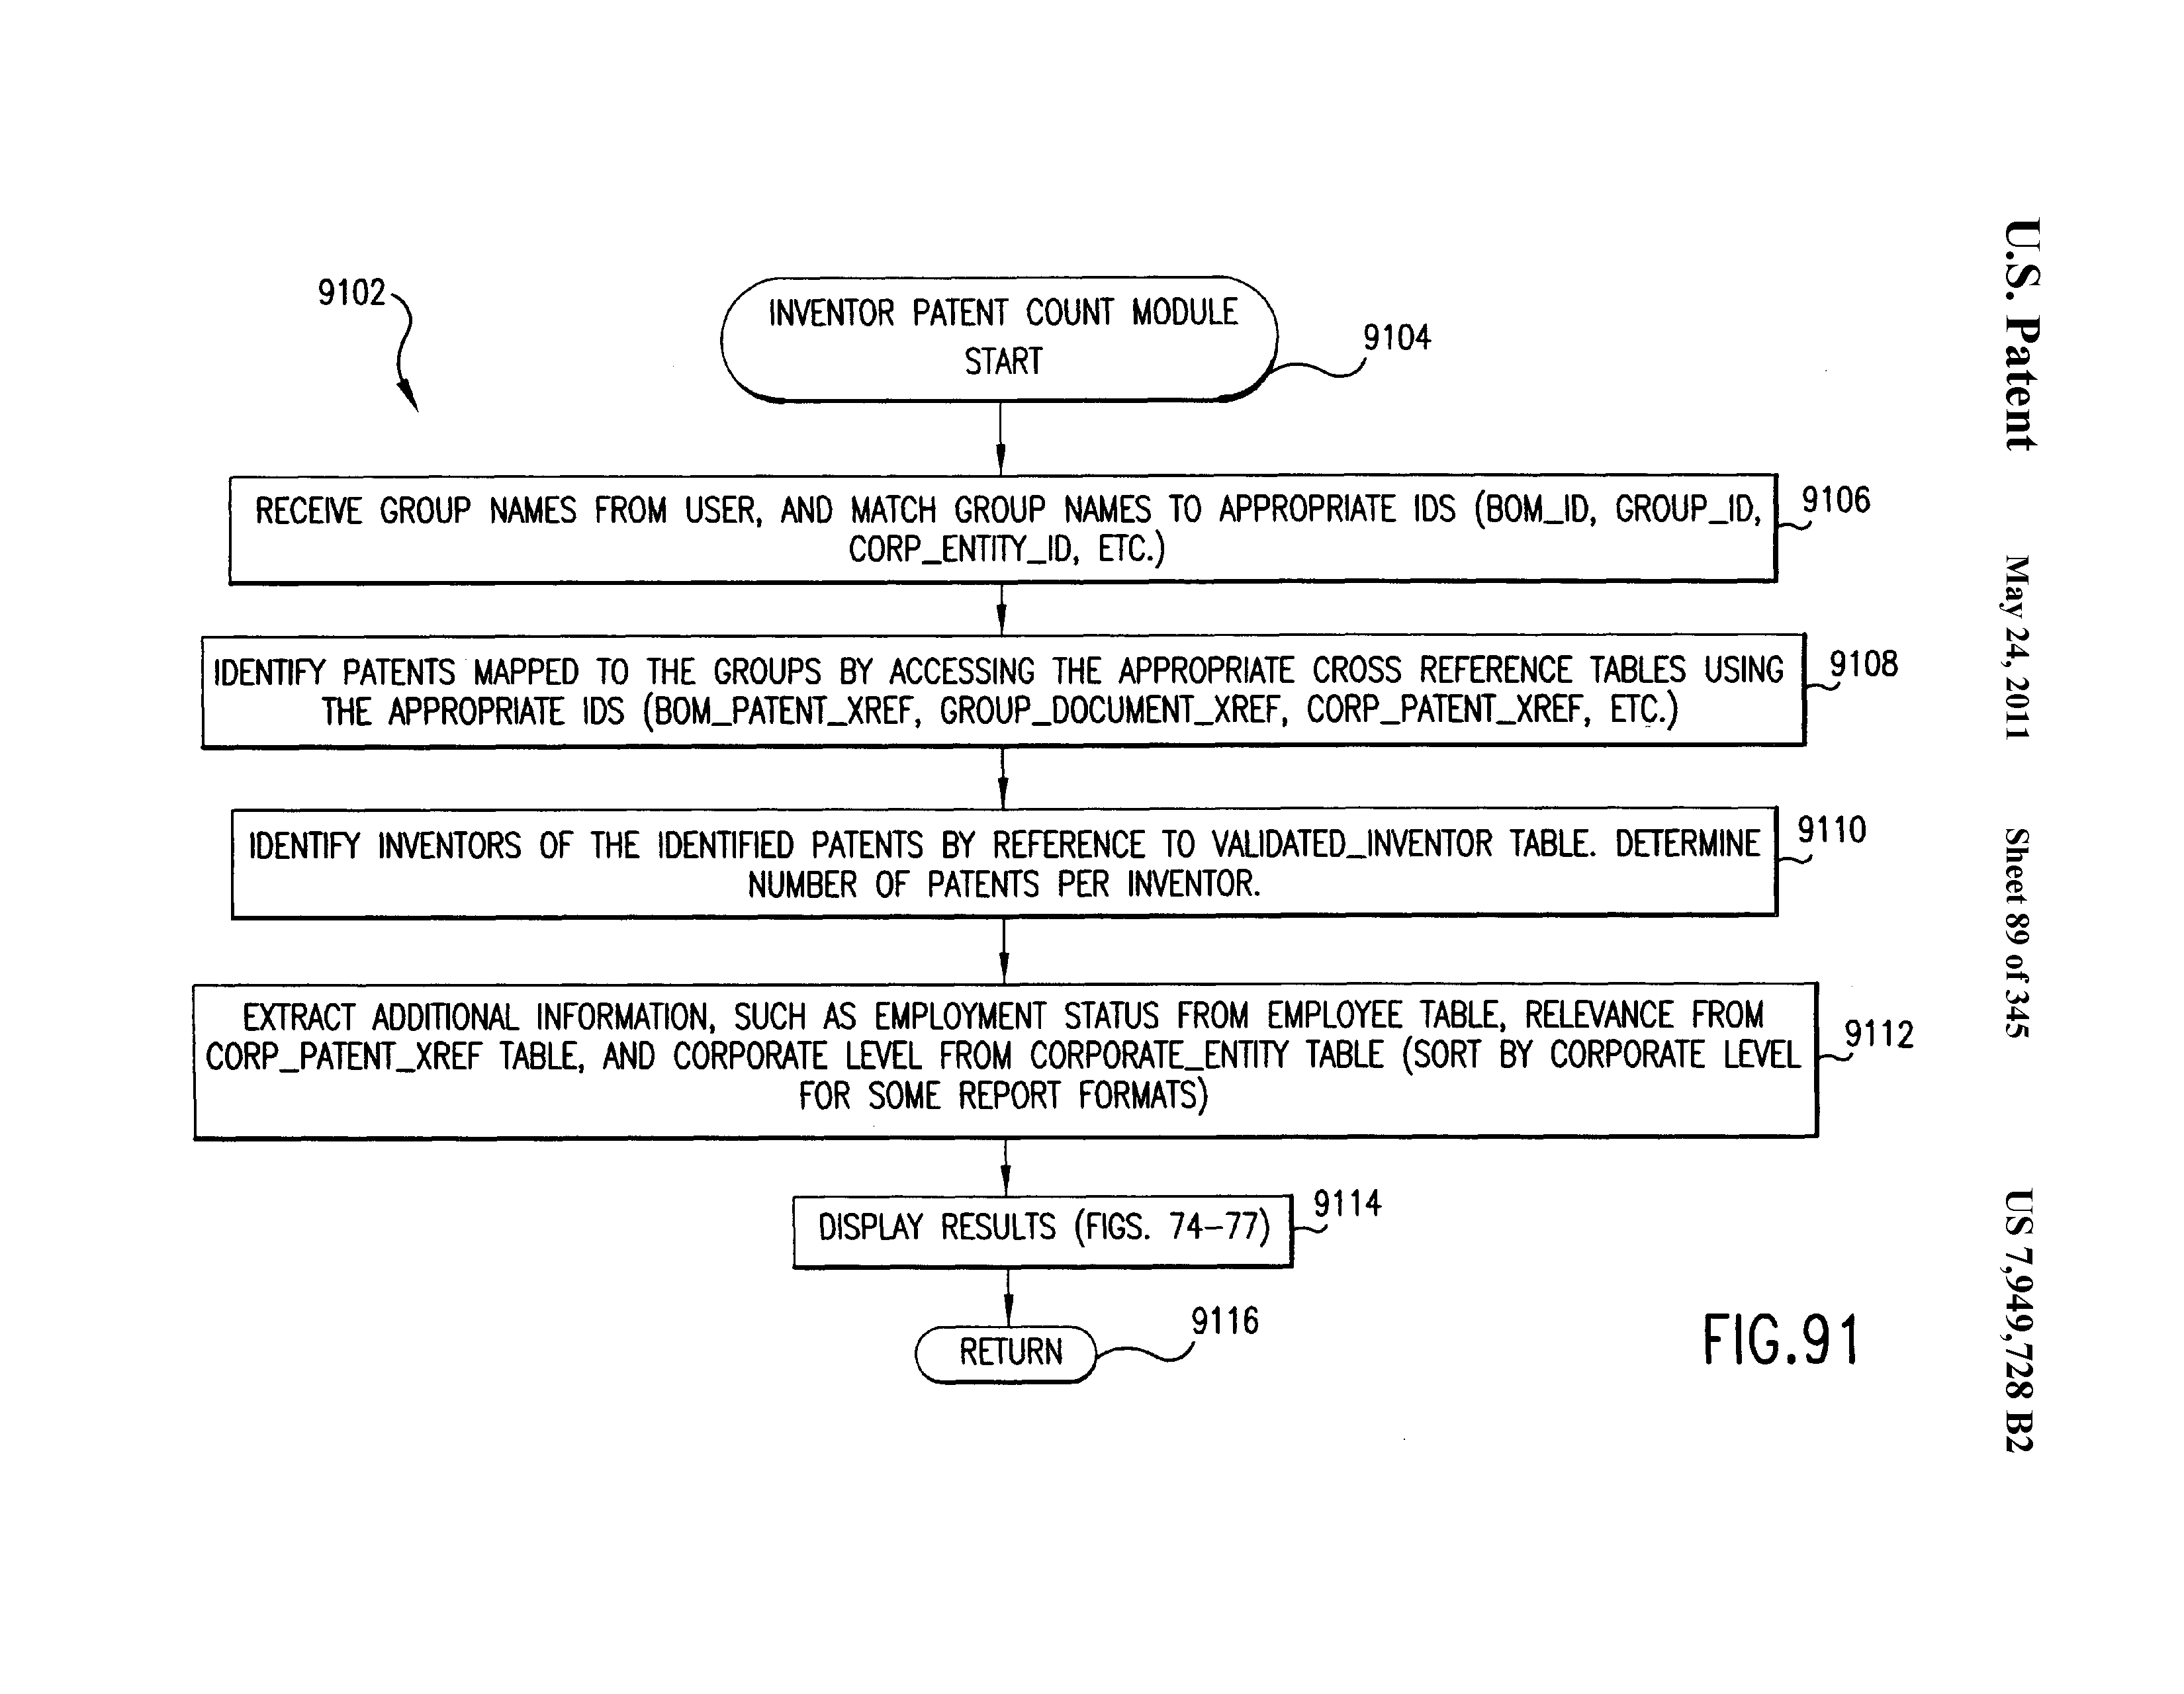 U.S. Patent May 24, 2011 Sheet 89 of 345 US 7,949,728 B2
9102
INVENTOR PATENT COUNT MODULE
START
9104
RECEIVE GROUP NAMES FROM USER, AND MATCH GROUP NAMES TO APPROPRIATE IDS (BOM_ID, GROUP_ID,
CORP_ENTITY_ID, ETC.)
9106
IDENTIFY PATENTS MAPPED TO THE GROUPS BY ACCESSING THE APPROPRIATE CROSS REFERENCE TABLES USING
THE APPROPRIATE IDS (BOM_PATENT_XREF, GROUP_DOCUMENT_XREF, CORP_PATENT_XREF, ETC.)
9108
IDENTIFY INVENTORS OF THE IDENTIFIED PATENTS BY REFERENCE TO VALIDATED_INVENTOR TABLE. DETERMINE
NUMBER OF PATENTS PER INVENTOR.
9110
EXTRACT ADDITIONAL INFORMATION, SUCH AS EMPLOYMENT STATUS FROM EMPLOYEE TABLE, RELEVANCE FROM
CORP_PATENT_XREF TABLE, AND CORPORATE LEVEL FROM CORPORATE_ENTITY TABLE (SORT BY CORPORATE LEVEL
FOR SOME REPORT FORMATS)
9112
DISPLAY RESULTS (FIGS. 74-77)
9114
RETURN
9116
FIG.91